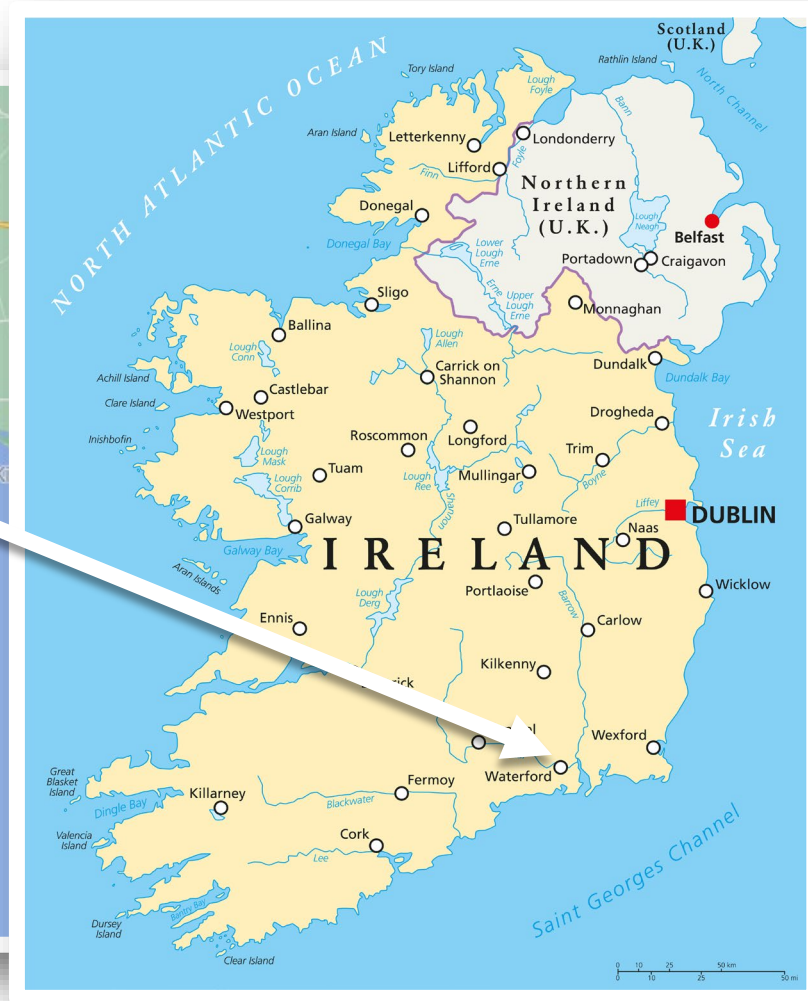 Scotland
(U.K.)
Rathlin Island
North Channel
NORTH ATLANTIC OCEAN
Tory Island
Lough
Foyle
Aran Island
Letterkenny
Londonderry
Bann
Foyle
Lifford
Finn
Northern
Ireland
(U.K.)
Donegal
Lough
Neagh
Belfast
Donegal Bay
Lower
Lough
Erne
Portadown
Craigavon
Erne
Upper
Lough
Erne
Sligo
Monnaghan
Ballina
Lough
Conn
Lough
Allen
Dundalk
Dundalk Bay
Achill Island
Carrick on
Shannon
Castlebar
Clare Island
Westport
Drogheda
Irish
Sea
Inishbofin
Roscommon
Longford
Trim
Lough
Mask
Tuam
Lough
Ree
Mullingar
Boyne
Lough
Corrib
Shannon
Liffey
DUBLIN
Galway
Tullamore
Naas
Galway Bay
IRELAND
Aran Islands
Portlaoise
Wicklow
Lough
Derg
Barrow
Ennis
Carlow
Kilkenny
rick
el
Wexford
Waterford
Great
Blasket
Island
Dingle Bay
Killarney
Fermoy
Blackwater
Valencia
Island
Cork
Lee
Saint Georges Channel
Bantry Bay
Dursey
Island
Clear Island
0 10 25 50 km
0 10 25 50 mi